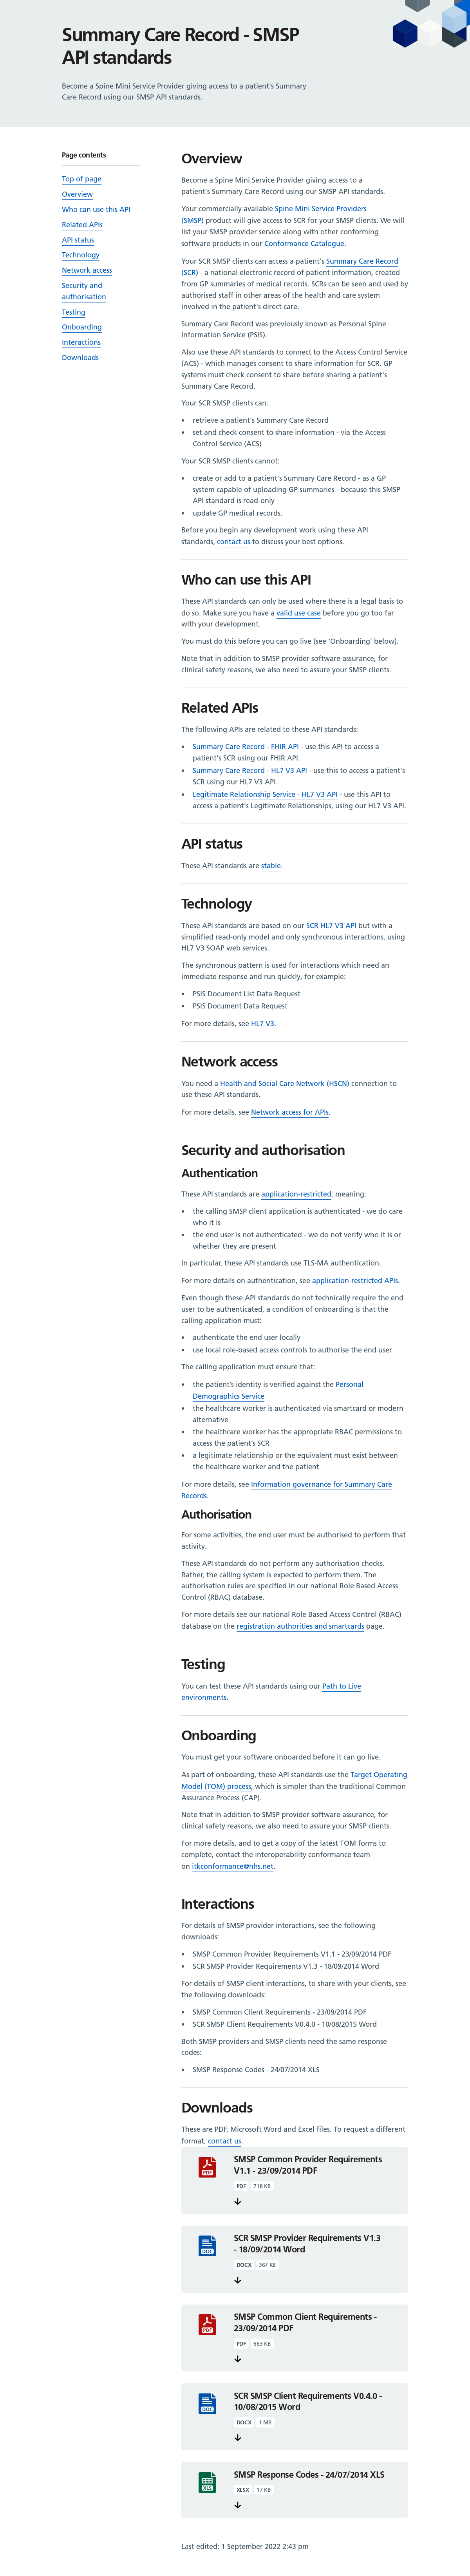 Summary Care Record - SMSP
API standards
Become a Spine Mini Service Provider giving access to a patient's Summary
Care Record using our SMSP API standards.
Page contents
Top of page
Overview
Who can use this API
Related APIs
API status
Technology
Network access
Security and
authorisation
Testing
Onboarding
Interactions
Downloads
Overview
Become a Spine Mini Service Provider giving access to a
patient's Summary Care Record using our SMSP API standards.
Your commercially available Spine Mini Service Providers
(SMSP) product will give access to SCR for your SMSP clients. We will
list your SMSP provider service along with other conforming
software products in our Conformance Catalogue.
Your SCR SMSP clients can access a patient's Summary Care Record
(SCR) - a national electronic record of patient information, created
from GP summaries of medical records. SCRs can be seen and used by
authorised staff in other areas of the health and care system
involved in the patient's direct care.
Summary Care Record was previously known as Personal Spine
Information Service (PSIS).
Also use these API standards to connect to the Access Control Service
(ACS) - which manages consent to share information for SCR. GP
systems must check consent to share before sharing a patient's
Summary Care Record.
Your SCR SMSP clients can:
• retrieve a patient's Summary Care Record
• set and check consent to share information - via the Access
Control Service (ACS)
Your SCR SMSP clients cannot:
• create or add to a patient's Summary Care Record - as a GP
system capable of uploading GP summaries - because this SMSP
API standard is read-only
• update GP medical records.
Before you begin any development work using these API
standards, contact us to discuss your best options.
Who can use this API
These API standards can only be used where there is a legal basis to
do so. Make sure you have a valid use case before you go too far
with your development.
You must do this before you can go live (see 'Onboarding' below).
Note that in addition to SMSP provider software assurance, for
clinical safety reasons, we also need to assure your SMSP clients.
Related APIs
The following APIs are related to these API standards:
• Summary Care Record - FHIR API - use this API to access a
patient's SCR using our FHIR API.
• Summary Care Record - HL7 V3 API - use this to access a patient's
SCR using our HL7 V3 API.
• Legitimate Relationship Service - HL7 V3 API - use this API to
access a patient's Legitimate Relationships, using our HL7 V3 API.
API status
These API standards are stable.
Technology
These API standards are based on our SCR HL7 V3 API but with a
simplified read-only model and only synchronous interactions, using
HL7 V3 SOAP web services.
The synchronous pattern is used for interactions which need an
immediate response and run quickly, for example:
• PSIS Document List Data Request
• PSIS Document Data Request
For more details, see HL7 V3.
Network access
You need a Health and Social Care Network (HSCN) connection to
use these API standards.
For more details, see Network access for APIs.
Security and authorisation
Authentication
These API standards are application-restricted, meaning:
• the calling SMSP client application is authenticated - we do care
who it is
• the end user is not authenticated - we do not verify who it is or
whether they are present
In particular, these API standards use TLS-MA authentication.
For more details on authentication, see application-restricted APIs.
Even though these API standards do not technically require the end
user to be authenticated, a condition of onboarding is that the
calling application must:
• authenticate the end user locally
• use local role-based access controls to authorise the end user
The calling application must ensure that:
• the patient's identity is verified against the Personal
Demographics Service
• the healthcare worker is authenticated via smartcard or modern
alternative
• the healthcare worker has the appropriate RBAC permissions to
access the patient's SCR
• a legitimate relationship or the equivalent must exist between
the healthcare worker and the patient
For more details, see Information governance for Summary Care
Records.
Authorisation
For some activities, the end user must be authorised to perform that
activity.
These API standards do not perform any authorisation checks.
Rather, the calling system is expected to perform them. The
authorisation rules are specified in our national Role Based Access
Control (RBAC) database.
For more details see our national Role Based Access Control (RBAC)
database on the registration authorities and smartcards page.
Testing
You can test these API standards using our Path to Live
environments.
Onboarding
You must get your software onboarded before it can go live.
As part of onboarding, these API standards use the Target Operating
Model (TOM) process, which is simpler than the traditional Common
Assurance Process (CAP).
Note that in addition to SMSP provider software assurance, for
clinical safety reasons, we also need to assure your SMSP clients.
For more details, and to get a copy of the latest TOM forms to
complete, contact the interoperability conformance team
on itkconformance@nhs.net.
Interactions
For details of SMSP provider interactions, see the following
downloads:
• SMSP Common Provider Requirements V1.1 - 23/09/2014 PDF
• SCR SMSP Provider Requirements V1.3 - 18/09/2014 Word
For details of SMSP client interactions, to share with your clients, see
the following downloads:
• SMSP Common Client Requirements - 23/09/2014 PDF
• SCR SMSP Client Requirements V0.4.0 - 10/08/2015 Word
Both SMSP providers and SMSP clients need the same response
codes:
• SMSP Response Codes - 24/07/2014 XLS
Downloads
These are PDF, Microsoft Word and Excel files. To request a different
format, contact us.
SMSP Common Provider Requirements
V1.1 - 23/09/2014 PDF
PDF
PDF 718 KB
SCR SMSP Provider Requirements V1.3
- 18/09/2014 Word
DOC
DOCX 367 KB
SMSP Common Client Requirements -
23/09/2014 PDF
PDF
PDF 663 KB
SCR SMSP Client Requirements V0.4.0 -
10/08/2015 Word
DOC
DOCX 1 MB
SMSP Response Codes - 24/07/2014 XLS
XLS
XLSX 17 KB
Last edited: 1 September 2022 2:43 pm